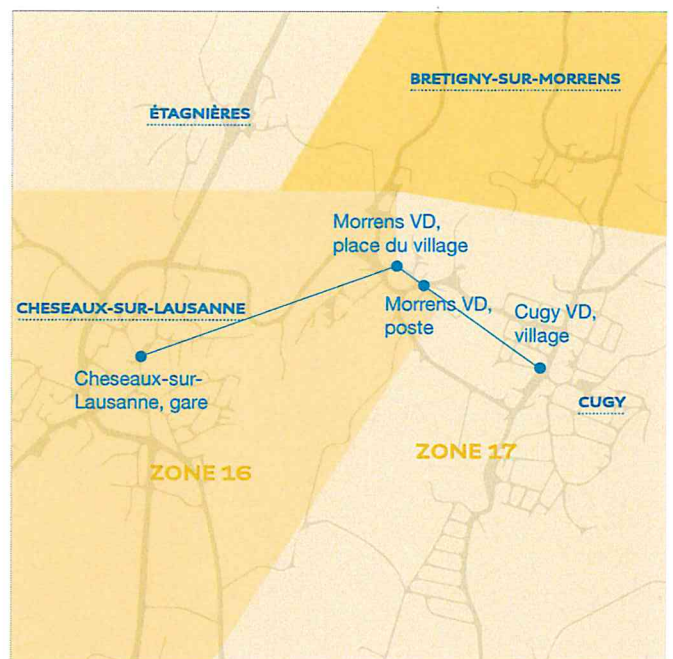 BRETIGNY-SUR-MORRENS
ÉTAGNIÈRES
Morrens VD,
place du village
CHESEAUX-SUR-LAUSANNE
Morrens VD,
poste
Cugy VD,
village
Cheseaux-sur-
Lausanne, gare
CUGY
ZONE 17
ZONE 16